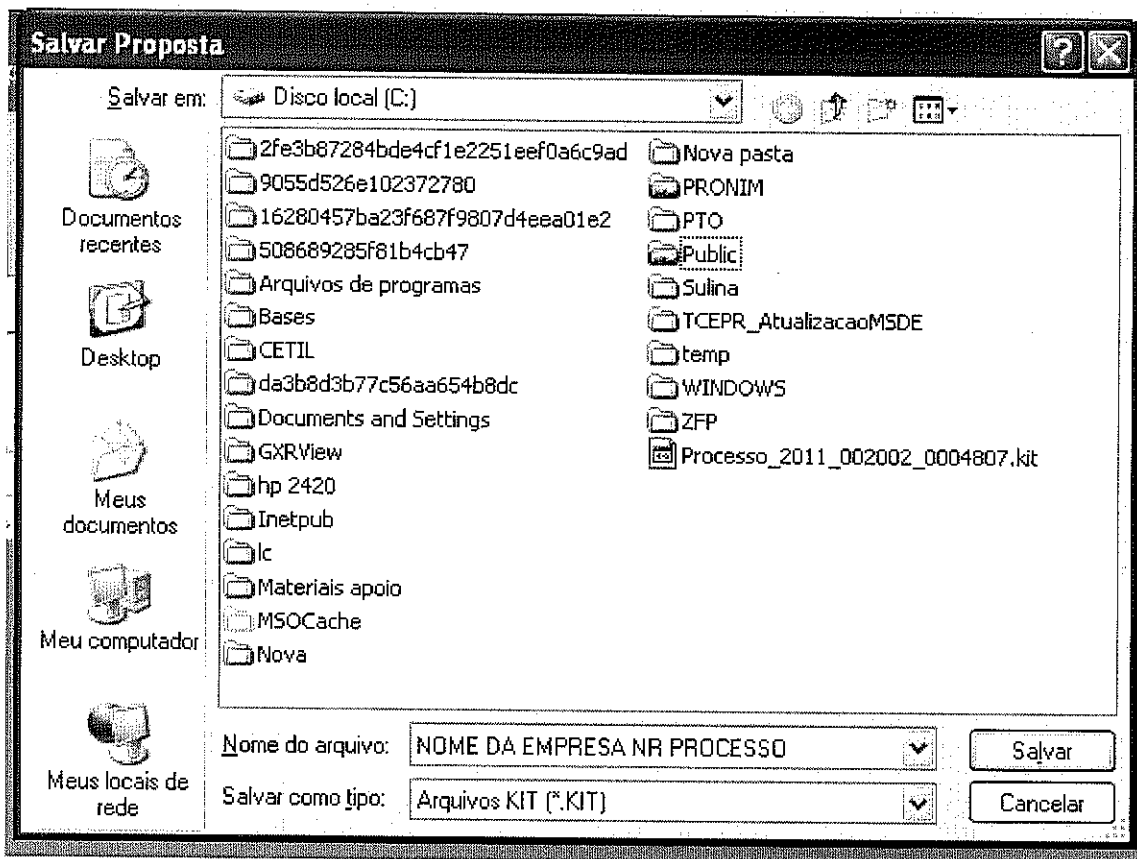 Salvar Proposta
Salvar em:
Disco local (C:)
Documentos
recentes
Desktop
Meus
documentos
Meu computador
Meus locais de
rede
2fe3b87284bde4cf1e2251eef0a6c9ad
9055d526e102372780
16280457ba23f687f9807d4eea01e2
508689285f81b4cb47
Arquivos de programas
Bases
CETIL
da3b8d3b77c56aa654b8dc
Documents and Settings
GXRView
hp 2420
Inetpub
lc
Materiais apoio
MSOCache
Nova
Nova pasta
PRONIM
PTO
Public
Sulina
TCEPR_AtualizacaoMSDE
temp
WINDOWS
ZFP
Processo_2011_002002_0004807.kit
Nome do arquivo:
NOME DA EMPRESA NR PROCESSO
Salvar
Salvar como tipo:
Arquivos KIT (*.KIT)
Cancelar